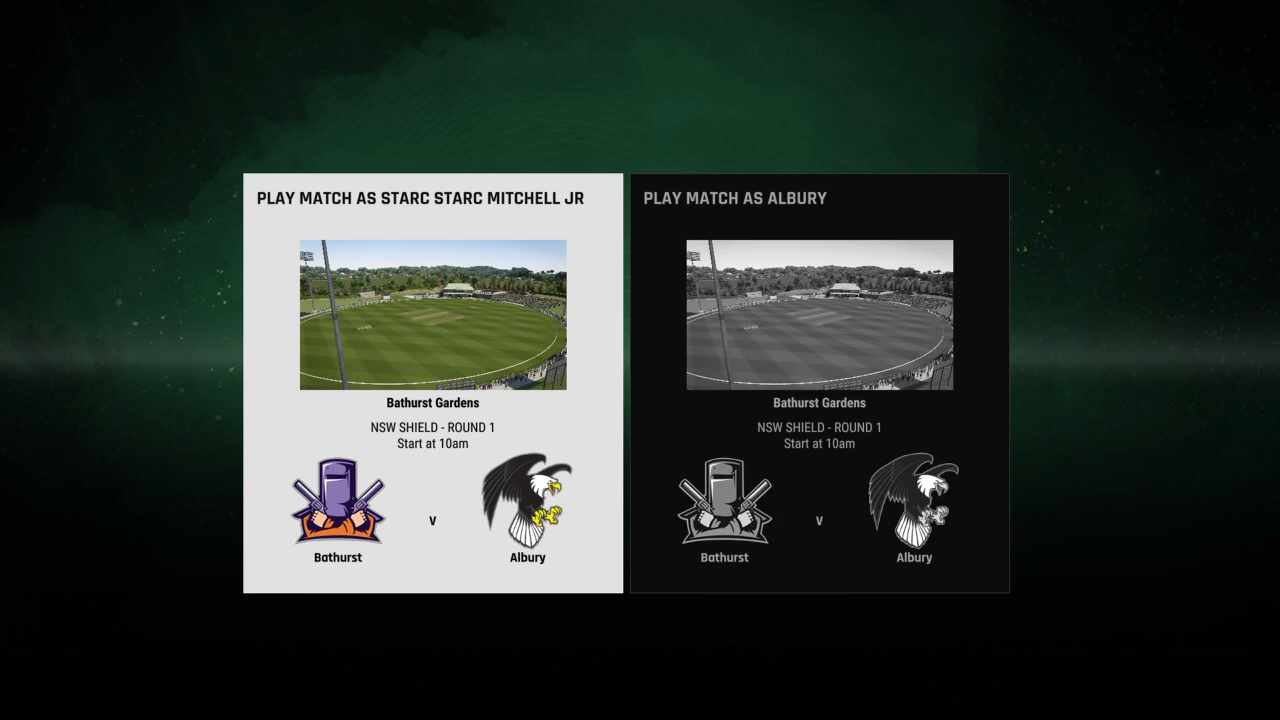 PLAY MATCH AS STARC STARC MITCHELL JR
Bathurst Gardens
NSW SHIELD - ROUND 1
Start at 10am
v
Bathurst
Albury
PLAY MATCH AS ALBURY
Bathurst Gardens
NSW SHIELD - ROUND 1
Start at 10am
v
Bathurst
Albury